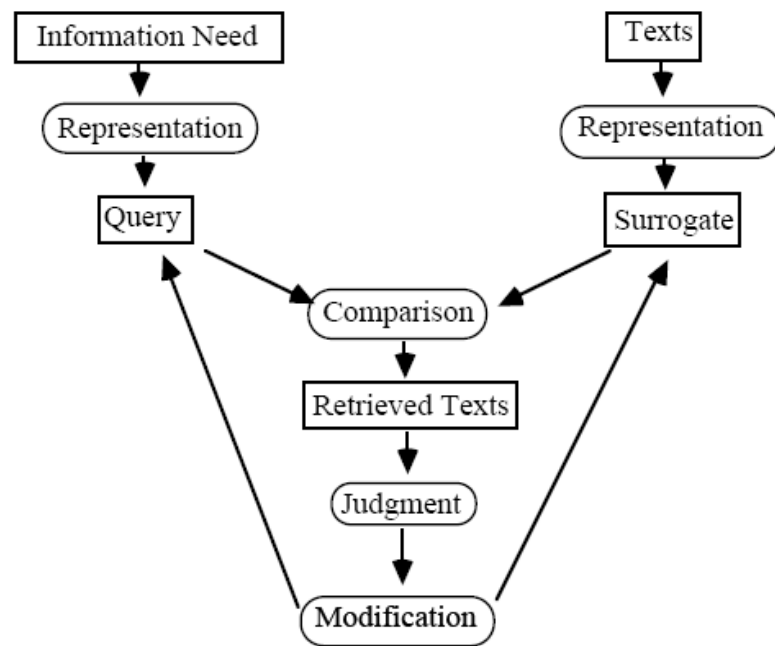 Information Need
Texts
Representation
Representation
Query
Surrogate
Comparison
Retrieved Texts
Judgment
Modification